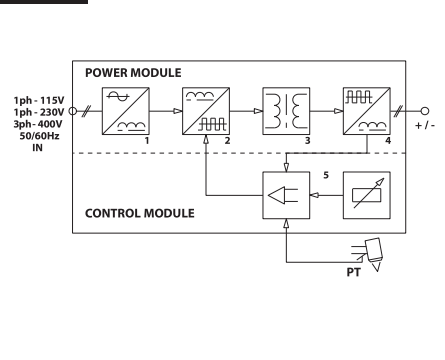 POWER MODULE
1ph - 115V
1ph - 230V
3ph - 400V
50/60Hz
IN
1
2
3
4
+ / -
5
CONTROL MODULE
PT